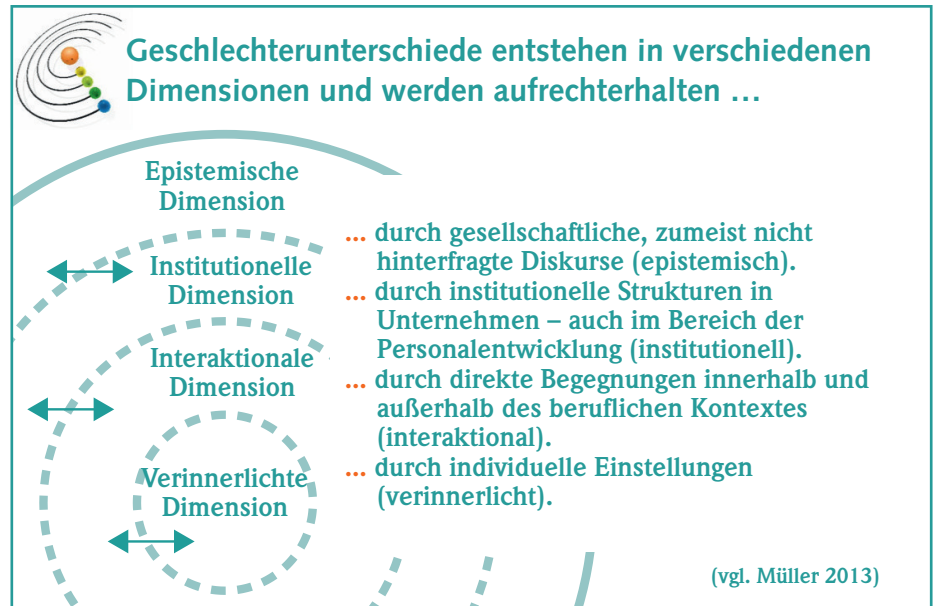 Geschlechterunterschiede entstehen in verschiedenen
Dimensionen und werden aufrechterhalten …
Epistemische
Dimension
Institutionelle
Dimension
Interaktionale
Dimension
Verinnerlichte
Dimension
... durch gesellschaftliche, zumeist nicht
hinterfragte Diskurse (epistemisch).
... durch institutionelle Strukturen in
Unternehmen – auch im Bereich der
Personalentwicklung (institutionell).
... durch direkte Begegnungen innerhalb und
außerhalb des beruflichen Kontextes
(interaktional).
... durch individuelle Einstellungen
(verinnerlicht).
(vgl. Müller 2013)